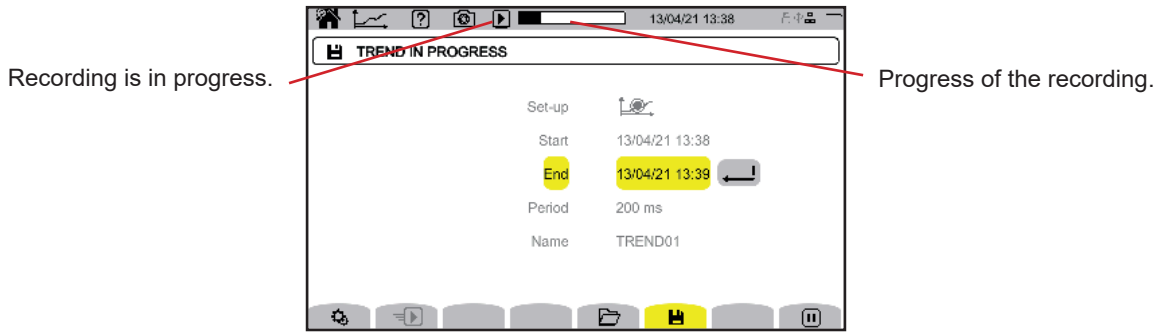 13/04/21 13:38
TREND IN PROGRESS
Recording is in progress.
Progress of the recording.
Set-up
Start 13/04/21 13:38
End 13/04/21 13:39
Period 200 ms
Name TREND01